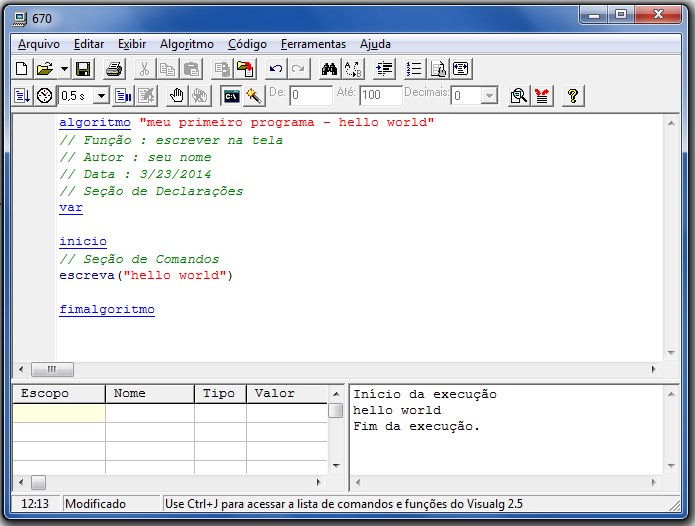 670
Arquivo Editar Exibir Algoritmo Código Ferramentas Ajuda
0,5 s De: 0 Até: 100 Decimais: 0
algoritmo "meu primeiro programa - hello world"
// Função : escrever na tela
// Autor : seu nome
// Data : 3/23/2014
// Seção de Declarações
var
inicio
// Seção de Comandos
escreva("hello world")
fimalgoritmo
Escopo Nome Tipo Valor
Início da execução
hello world
Fim da execução.
12:13 Modificado Use Ctrl+J para acessar a lista de comandos e funções do Visualg 2.5